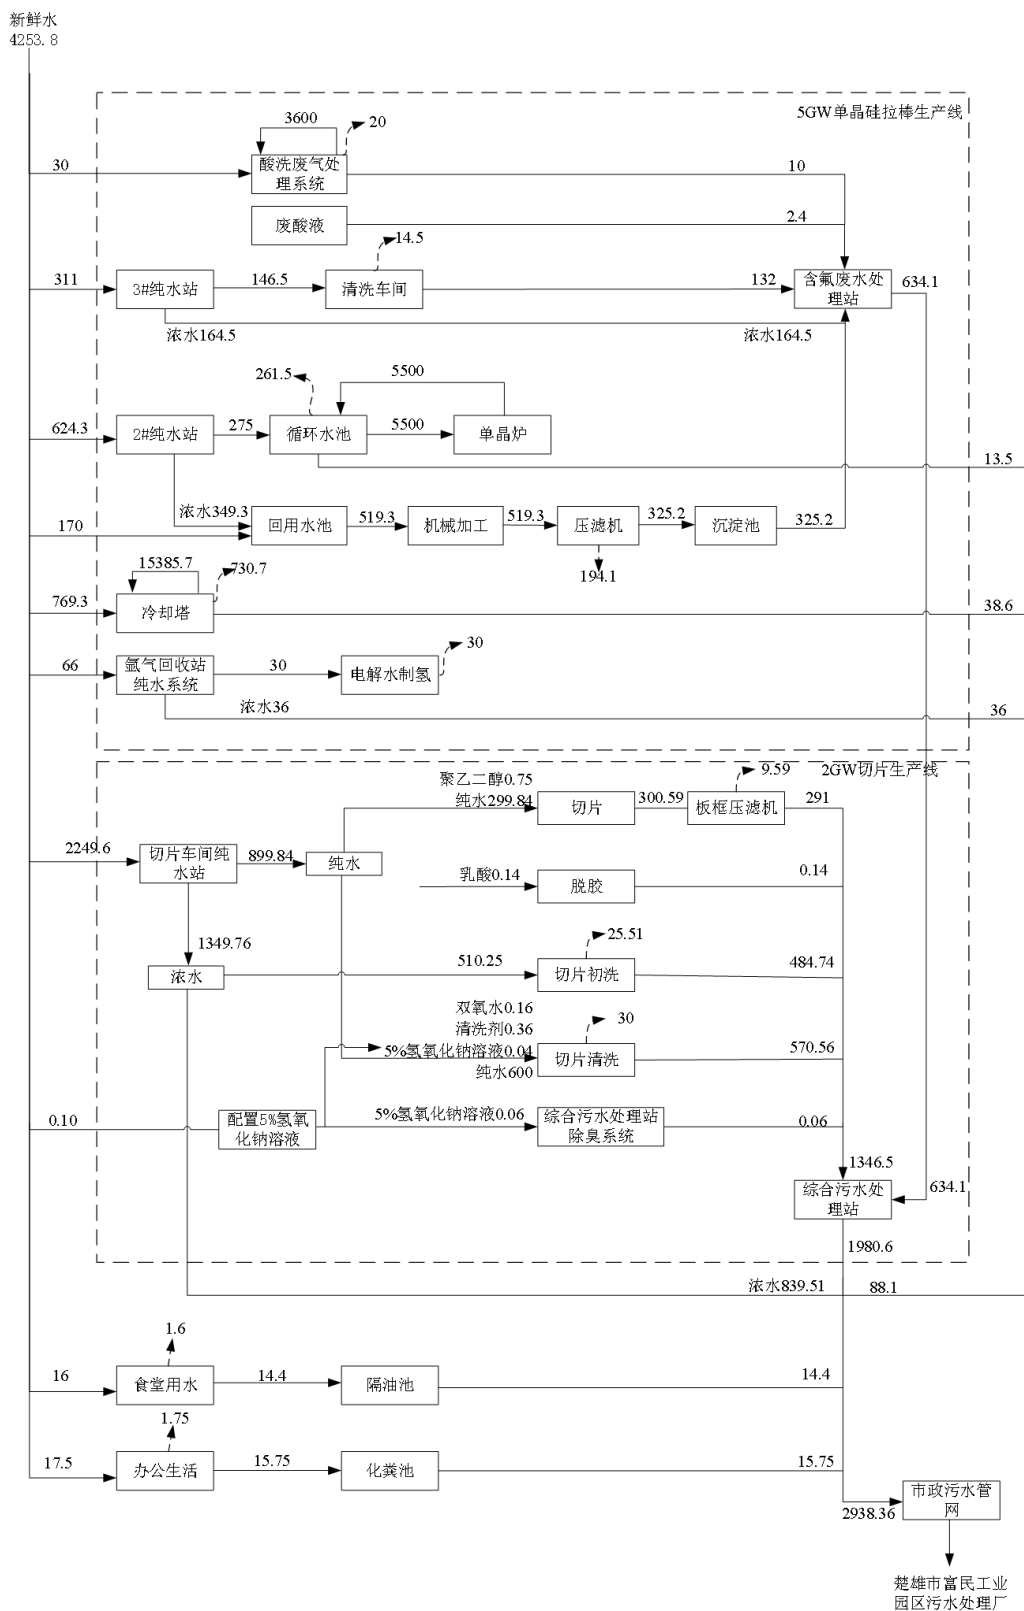 新鲜水
4253.8
5GW单晶硅拉棒生产线
3600
20
30
酸洗废气处
理系统
10
废酸液
2.4
14.5
311
3#纯水站
146.5
清洗车间
132
含氟废水处
理站
634.1
浓水164.5
浓水164.5
261.5
5500
624.3
2#纯水站
275
循环水池
5500
单晶炉
13.5
浓水349.3
170
回用水池
519.3
机械加工
519.3
压滤机
325.2
沉淀池
325.2
194.1
15385.7
730.7
769.3
冷却塔
38.6
66
氩气回收站
纯水系统
30
电解水制氢
30
浓水36
36
2GW切片生产线
聚乙二醇0.75
纯水299.84
切片
300.59
板框压滤机
9.59
291
2249.6
切片车间纯
水站
899.84
纯水
乳酸0.14
脱胶
0.14
1349.76
浓水
510.25
切片初洗
25.51
484.74
双氧水0.16
清洗剂0.36
5%氢氧化钠溶液0.04
纯水600
切片清洗
30
570.56
0.10
配置5%氢氧
化钠溶液
5%氢氧化钠溶液0.06
综合污水处理站
除臭系统
0.06
1346.5
综合污水处
理站
634.1
1980.6
浓水839.51
88.1
1.6
16
食堂用水
14.4
隔油池
14.4
1.75
17.5
办公生活
15.75
化粪池
15.75
市政污水管
网
2938.36
楚雄市富民工业
园区污水处理厂